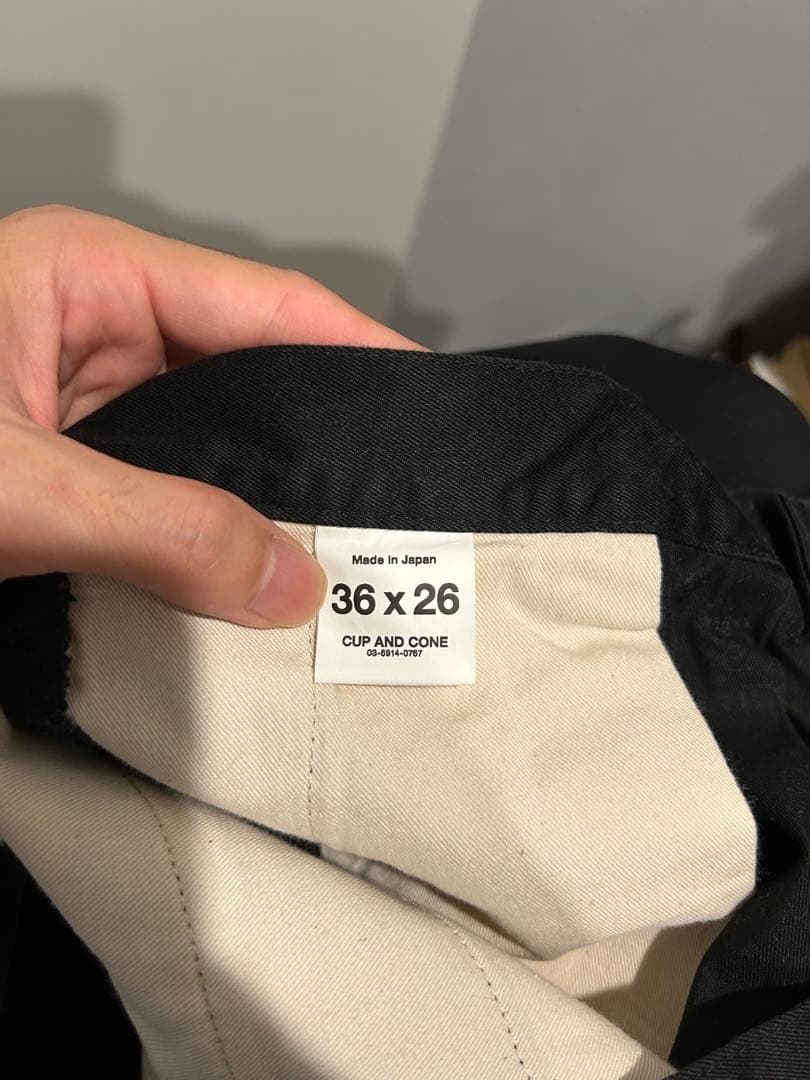 Made in Japan
36 x 26
CUP AND CONE
03-6914-0767